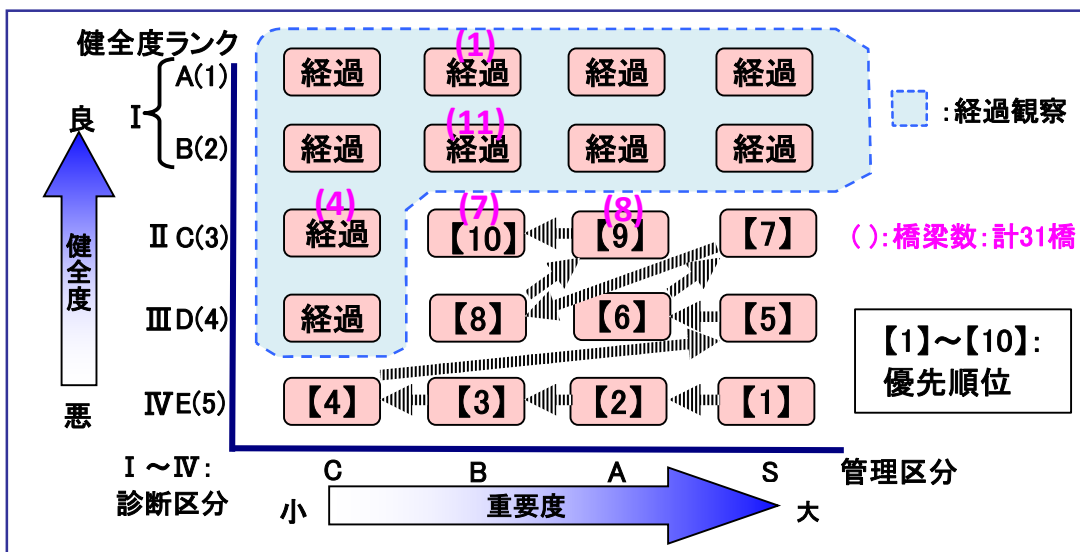 健全度ランク
(1)
A(1) 経過 経過 経過 経過
良 Ⅰ
(11)
B(2) 経過 経過 経過 経過
:経過観察
(4) (7) (8)
Ⅱ C(3) 経過 【10】 【9】 【7】
( ):橋梁数:計31橋
健全度
Ⅲ D(4) 経過 【8】 【6】 【5】
【1】~【10】:
優先順位
悪 Ⅳ E(5) 【4】 【3】 【2】 【1】
Ⅰ ~Ⅳ: C B A S 管理区分
診断区分 小 重要度 大